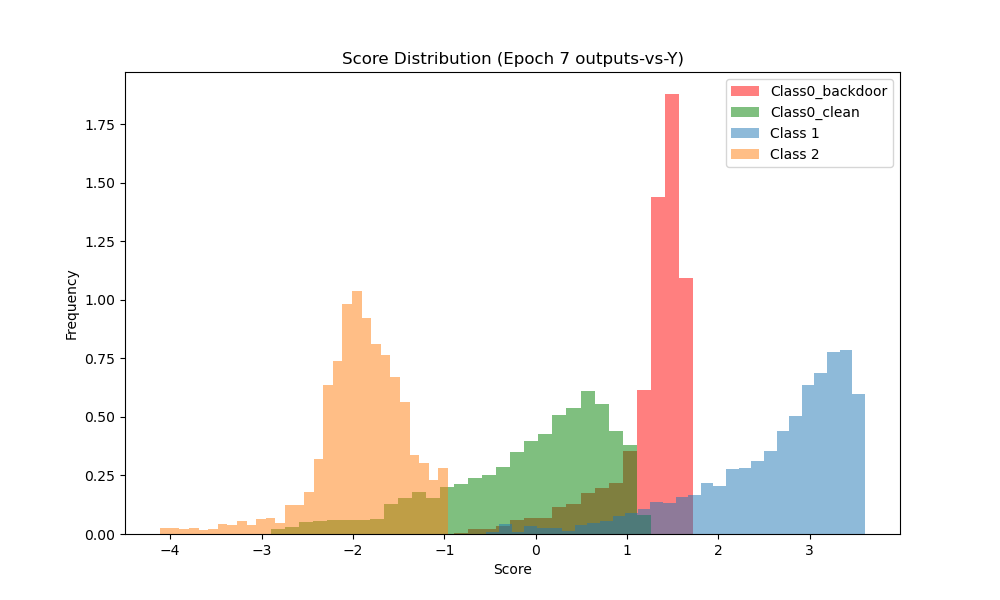 Score Distribution (Epoch 7 outputs-vs-Y)
Class0_backdoor
Class0_clean
Class 1
Class 2
Frequency
1.75
1.50
1.25
1.00
0.75
0.50
0.25
0.00
−4 −3 −2 −1 0 1 2 3
Score